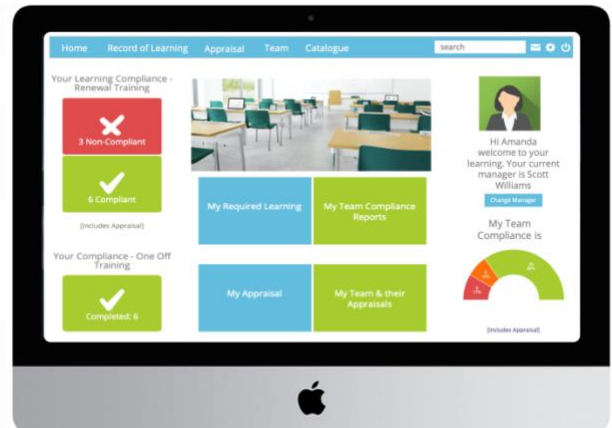 Home Record of Learning Appraisal Team Catalogue search
Your Learning Compliance -
Renewal Training
3 Non-Compliant
6 Compliant
[Includes Appraisal]
Your Compliance - One Off
Training
Completed: 6
My Required Learning
My Team Compliance
Reports
My Appraisal
My Team & their
Appraisals
Hi Amanda
welcome to your
learning. Your current
manager is Scott
Williams
Change Manager
My Team
Compliance is
[Includes Appraisal]